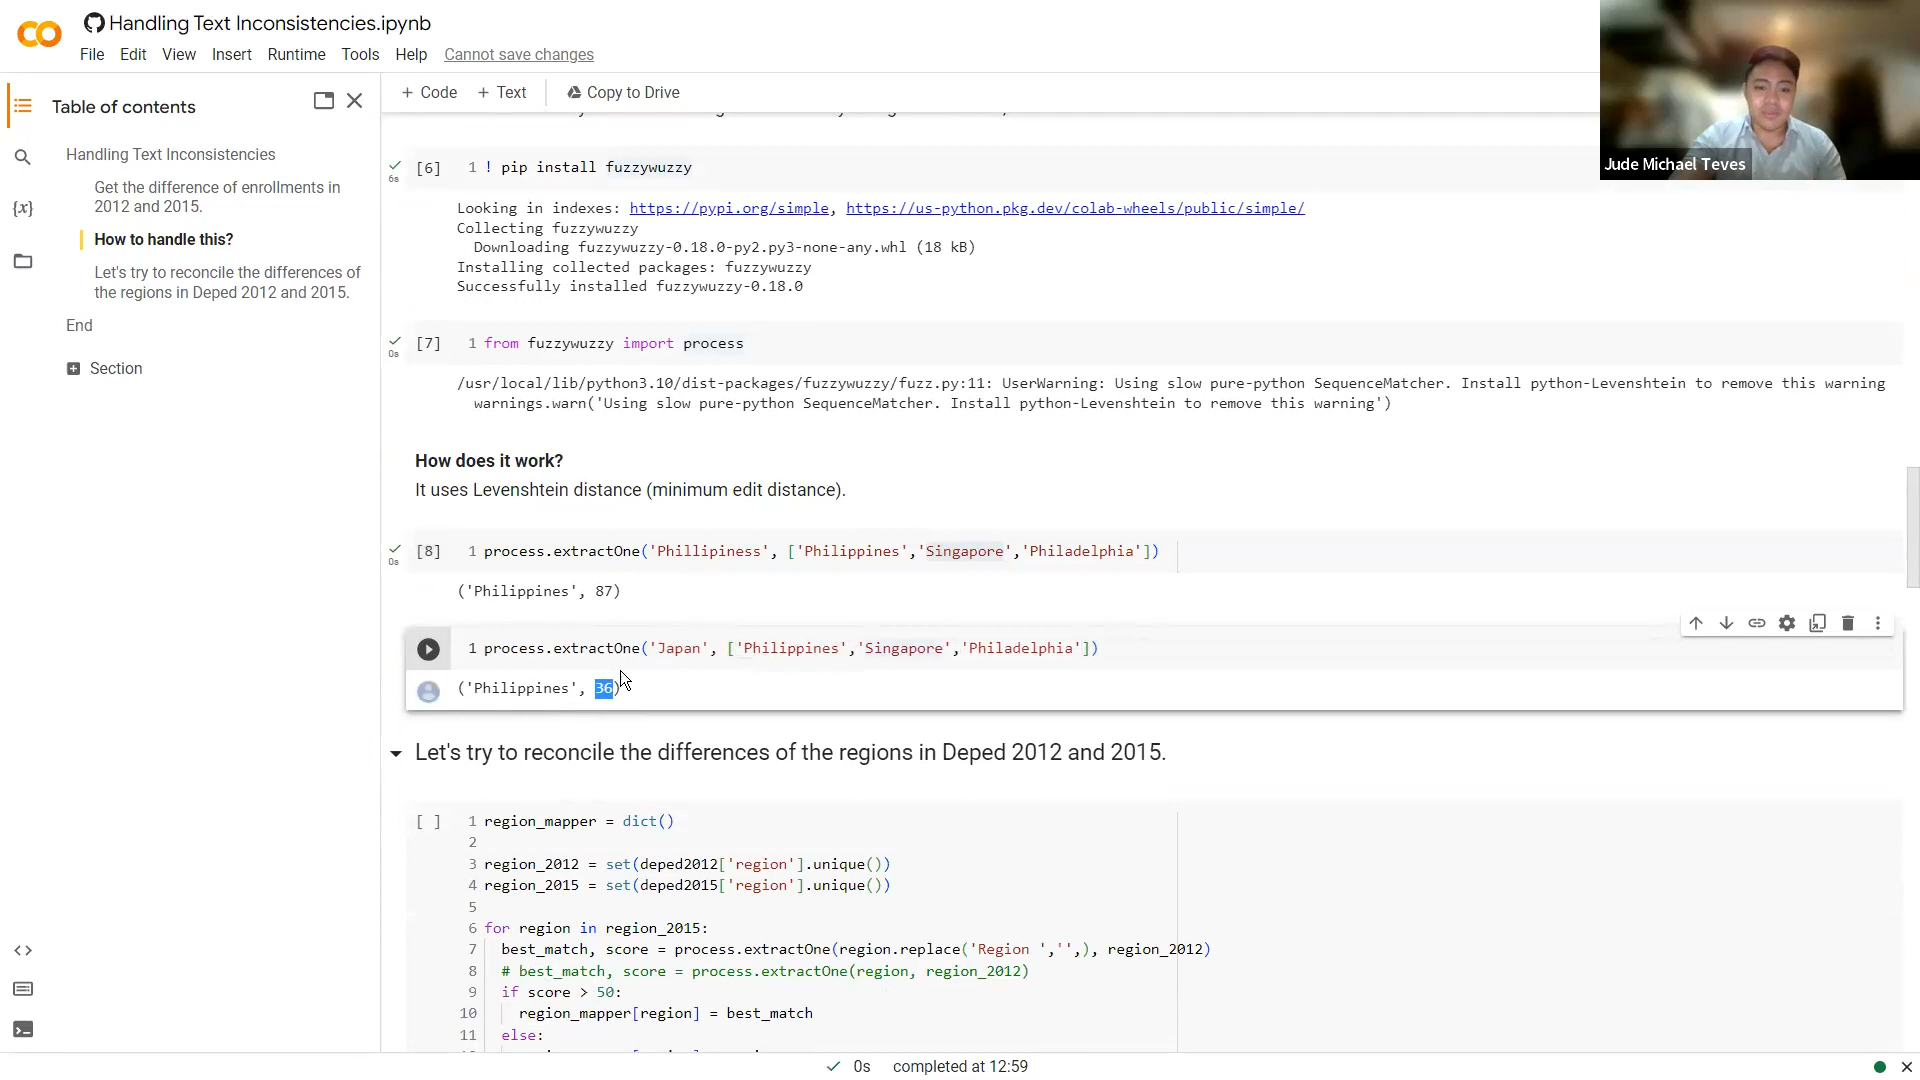 Handling Text Inconsistencies.ipynb
File Edit View Insert Runtime Tools Help Cannot save changes
Table of contents
+ Code + Text Copy to Drive
Handling Text Inconsistencies
Get the difference of enrollments in
2012 and 2015.
How to handle this?
Let's try to reconcile the differences of
the regions in Deped 2012 and 2015.
End
Section
{x}
Jude Michael Teves
6s
[6] 1 ! pip install fuzzywuzzy
Looking in indexes: https://pypi.org/simple, https://us-python.pkg.dev/colab-wheels/public/simple/
Collecting fuzzywuzzy
Downloading fuzzywuzzy-0.18.0-py2.py3-none-any.whl (18 kB)
Installing collected packages: fuzzywuzzy
Successfully installed fuzzywuzzy-0.18.0
0s
[7] 1 from fuzzywuzzy import process
/usr/local/lib/python3.10/dist-packages/fuzzywuzzy/fuzz.py:11: UserWarning: Using slow pure-python SequenceMatcher. Install python-Levenshtein to remove this warning
warnings.warn('Using slow pure-python SequenceMatcher. Install python-Levenshtein to remove this warning')
How does it work?
It uses Levenshtein distance (minimum edit distance).
0s
[8] 1 process.extractOne('Phillipiness', ['Philippines','Singapore','Philadelphia'])
('Philippines', 87)
1 process.extractOne('Japan', ['Philippines','Singapore','Philadelphia'])
('Philippines', 36)
Let's try to reconcile the differences of the regions in Deped 2012 and 2015.
[ ] 1 region_mapper = dict()
2
3 region_2012 = set(deped2012['region'].unique())
4 region_2015 = set(deped2015['region'].unique())
5
6 for region in region_2015:
7 best_match, score = process.extractOne(region.replace('Region ','',), region_2012)
8 # best_match, score = process.extractOne(region, region_2012)
9 if score > 50:
10 region_mapper[region] = best_match
11 else:
0s completed at 12:59